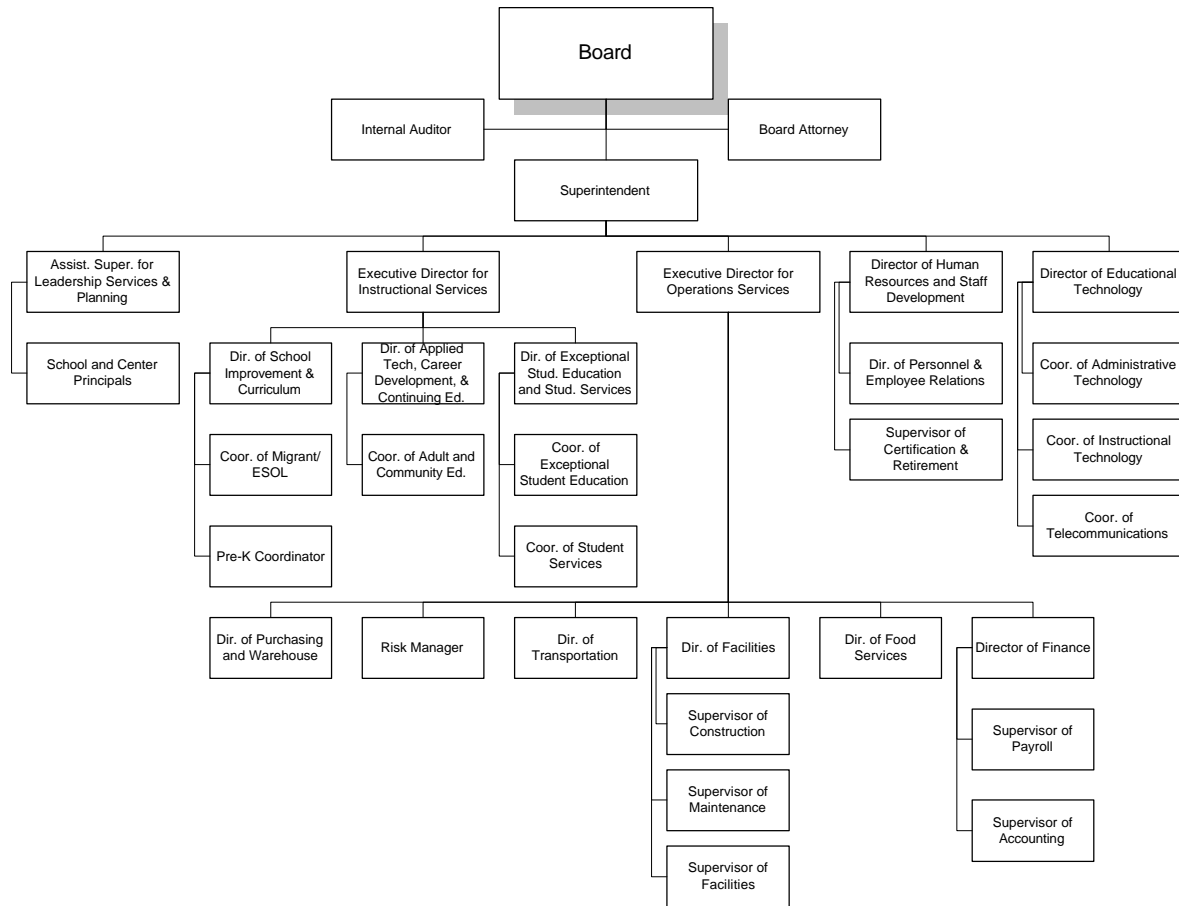 Board
Internal Auditor
Board Attorney
Superintendent
Assist. Super. for
Leadership Services &
Planning
Executive Director for
Instructional Services
Executive Director for
Operations Services
Director of Human
Resources and Staff
Development
Director of Educational
Technology
School and Center
Principals
Dir. of School
Improvement &
Curriculum
Dir. of Applied
Tech, Career
Development, &
Continuing Ed.
Dir. of Exceptional
Stud. Education
and Stud. Services
Dir. of Personnel &
Employee Relations
Coor. of Administrative
Technology
Coor. of Migrant/
ESOL
Coor. of Adult and
Community Ed.
Coor. of
Exceptional
Student Education
Supervisor of
Certification &
Retirement
Coor. of Instructional
Technology
Pre-K Coordinator
Coor. of Student
Services
Coor. of
Telecommunications
Dir. of Purchasing
and Warehouse
Risk Manager
Dir. of
Transportation
Dir. of Facilities
Dir. of Food
Services
Director of Finance
Supervisor of
Construction
Supervisor of
Payroll
Supervisor of
Maintenance
Supervisor of
Accounting
Supervisor of
Facilities